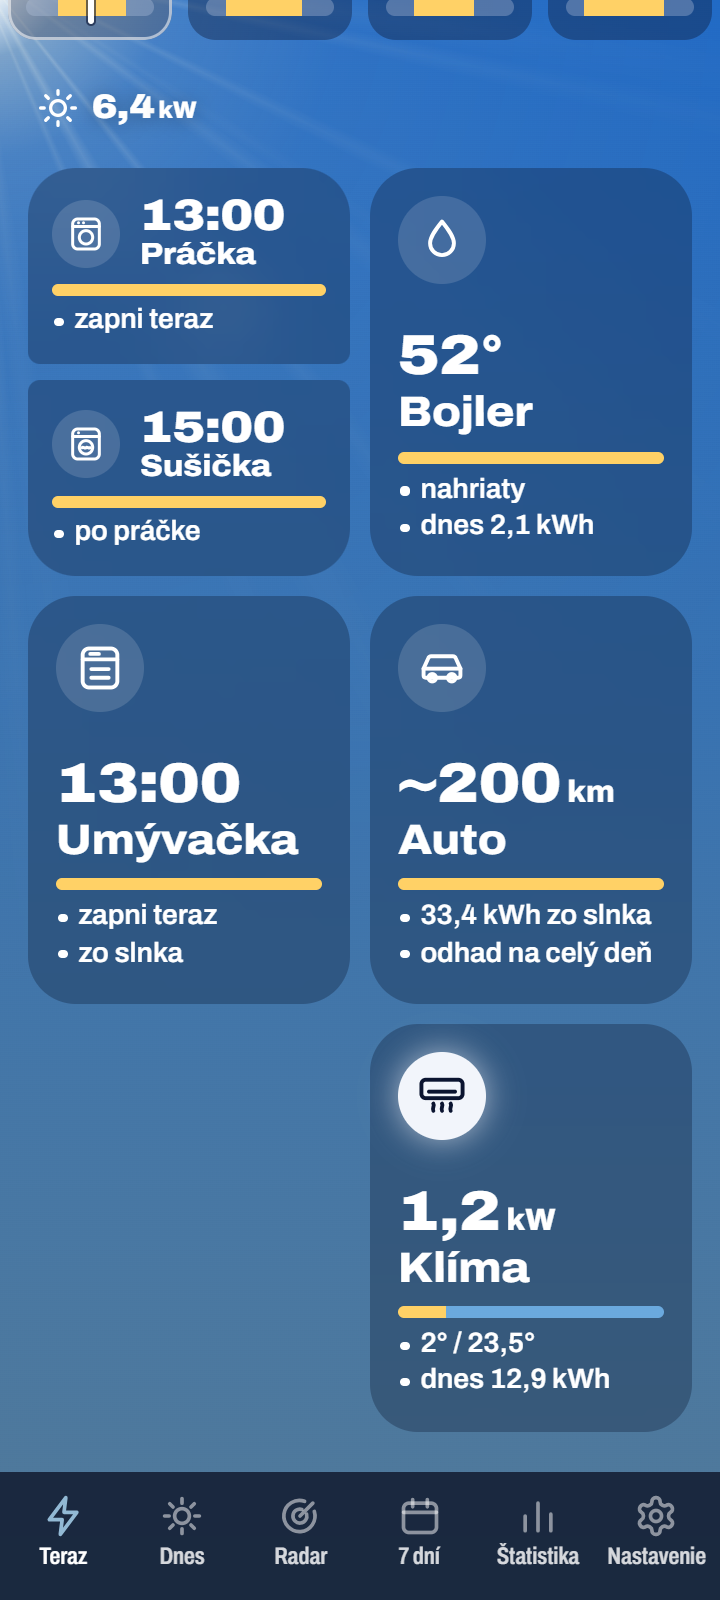 6,4 kW
13:00
Práčka
• zapni teraz
15:00
Sušička
• po práčke
52°
Bojler
• nahriaty
• dnes 2,1 kWh
13:00
Umývačka
• zapni teraz
• zo slnka
~200 km
Auto
• 33,4 kWh zo slnka
• odhad na celý deň
1,2 kW
Klíma
• 2° / 23,5°
• dnes 12,9 kWh
Teraz
Dnes
Radar
7 dní
Štatistika
Nastavenie